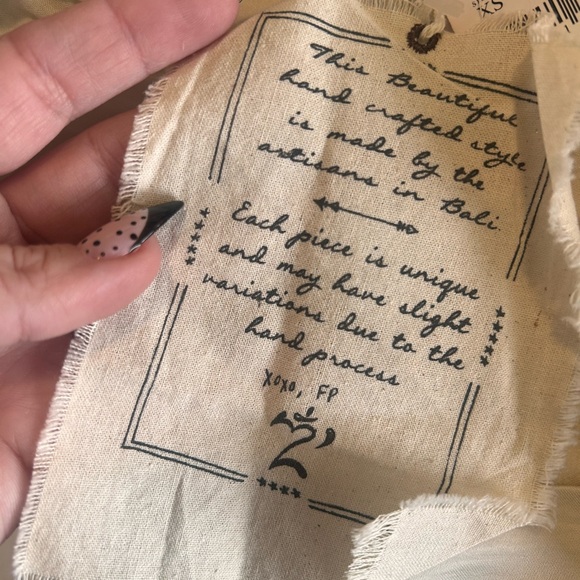 XS
This Beautiful
hand crafted style
is made by the
artisans in Bali
Each piece is unique
and may have slight
variations due to the
hand process
XOXO, FP